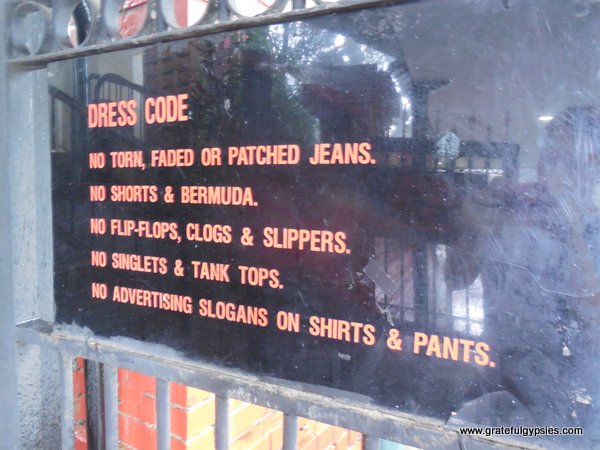 DRESS CODE
NO TORN, FADED OR PATCHED JEANS.
NO SHORTS & BERMUDA.
NO FLIP-FLOPS, CLOGS & SLIPPERS.
NO SINGLETS & TANK TOPS.
NO ADVERTISING SLOGANS ON SHIRTS & PANTS.
www.gratefulgypsies.com